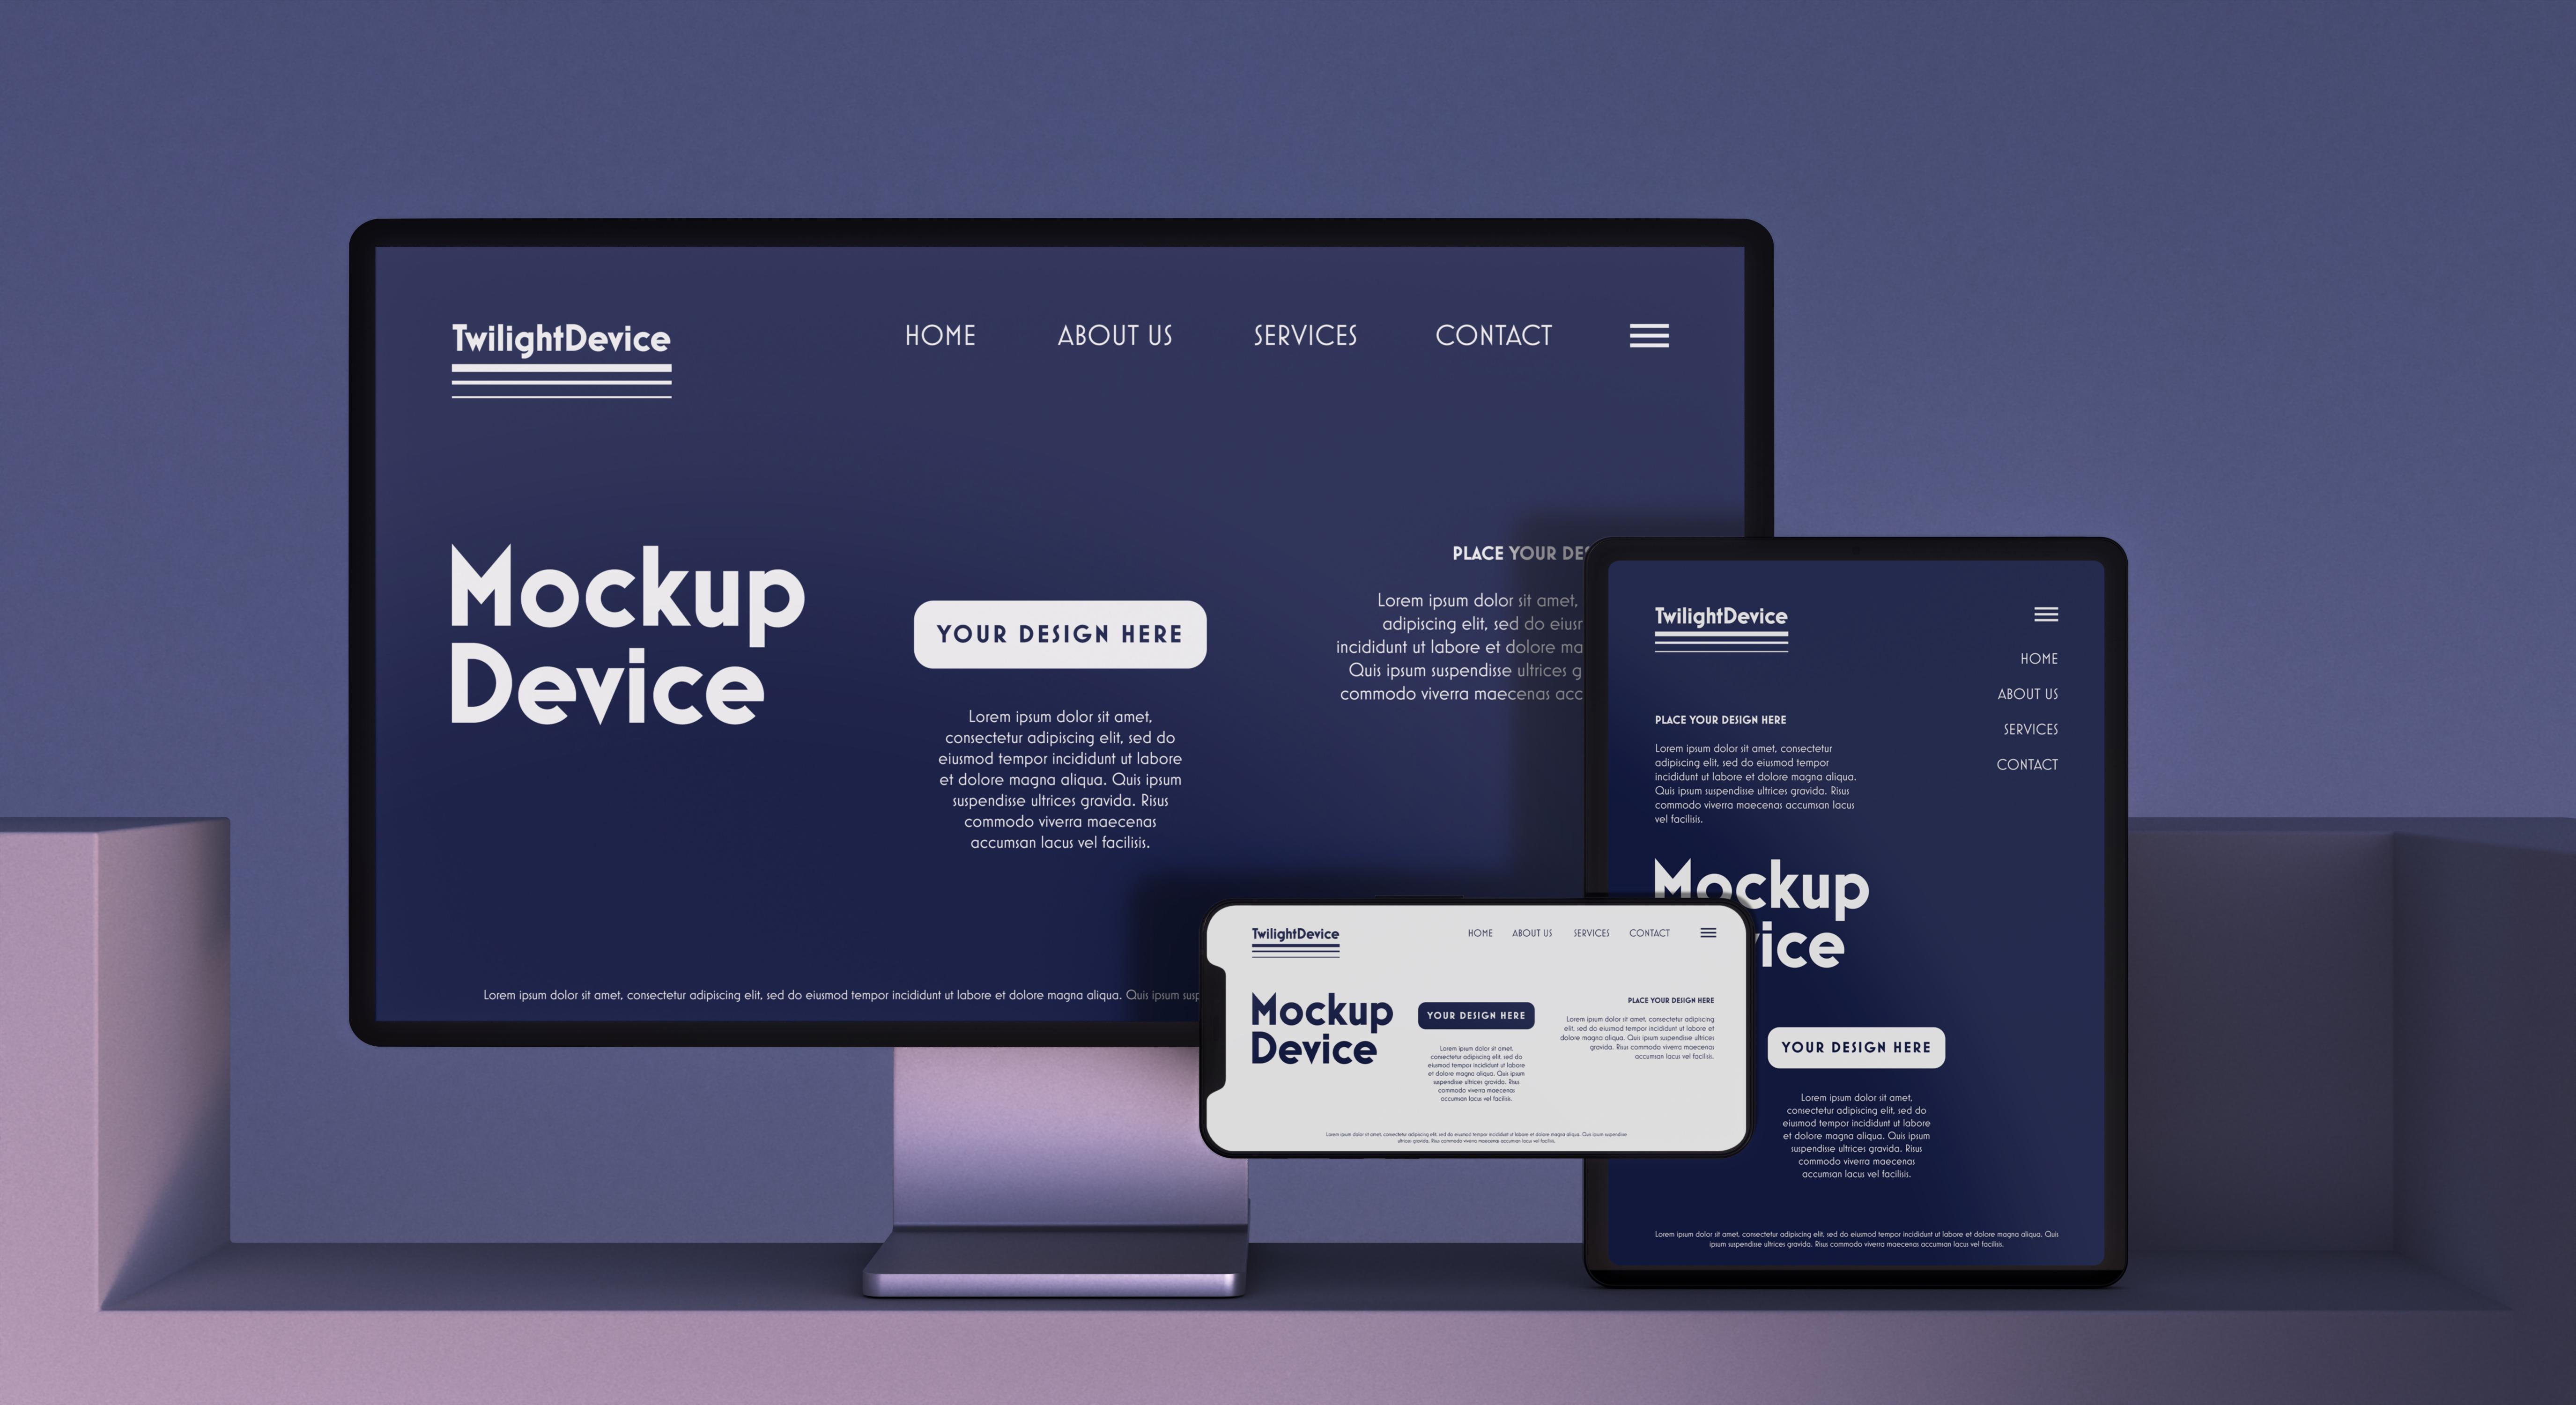 TwilightDevice
HOME ABOUT US SERVICES CONTACT
Mockup
Device
YOUR DESIGN HERE
Lorem ipsum dolor sit amet,
consectetur adipiscing elit, sed do
eiusmod tempor incididunt ut labore
et dolore magna aliqua. Quis ipsum
suspendisse ultrices gravida. Risus
commodo viverra maecenas
accumsan lacus vel facilisis.
PLACE YOUR
Lorem ipsum dolor sit amet,
adipiscing elit, sed do
incididunt ut labore et dolore
Quis ipsum suspendisse ultrices
commodo viverra maecenas
Lorem ipsum dolor sit amet, consectetur adipiscing elit, sed do eiusmod tempor incididunt ut labore et dolore magna aliqua. Quis ipsum
TwilightDevice
HOME
ABOUT US
SERVICES
CONTACT
PLACE YOUR DESIGN HERE
Lorem ipsum dolor sit amet, consectetur
adipiscing elit, sed do eiusmod tempor
incididunt ut labore et dolore magna aliqua.
Quis ipsum suspendisse ultrices gravida. Risus
commodo viverra maecenas accumsan lacus
vel facilisis.
Mockup
YOUR DESIGN HERE
Lorem ipsum dolor sit amet,
consectetur adipiscing elit, sed do
eiusmod tempor incididunt ut labore
et dolore magna aliqua. Quis ipsum
suspendisse ultrices gravida. Risus
commodo viverra maecenas
accumsan lacus vel facilisis.
Lorem ipsum dolor sit amet, consectetur adipiscing elit, sed do eiusmod tempor incididunt ut labore et dolore magna aliqua. Quis
ipsum suspendisse ultrices gravida. Risus commodo viverra maecenas accumsan lacus vel facilisis.
TwilightDevice
HOME ABOUT US SERVICES CONTACT
Mockup
Device
YOUR DESIGN HERE
Lorem ipsum dolor sit amet,
consectetur adipiscing elit, sed do
eiusmod tempor incididunt ut labore
et dolore magna aliqua. Quis ipsum
suspendisse ultrices gravida. Risus
commodo viverra maecenas
accumsan lacus vel facilisis.
PLACE YOUR DESIGN HERE
Lorem ipsum dolor sit amet, consectetur adipiscing
elit, sed do eiusmod tempor incididunt ut labore et
dolore magna aliqua. Quis ipsum suspendisse ultrices
gravida. Risus commodo viverra maecenas
accumsan lacus vel facilisis.
Lorem ipsum dolor sit amet, consectetur adipiscing elit, sed do eiusmod tempor incididunt ut labore et dolore magna aliqua. Quis ipsum suspendisse
ultrices gravida. Risus commodo viverra maecenas accumsan lacus vel facilisis.